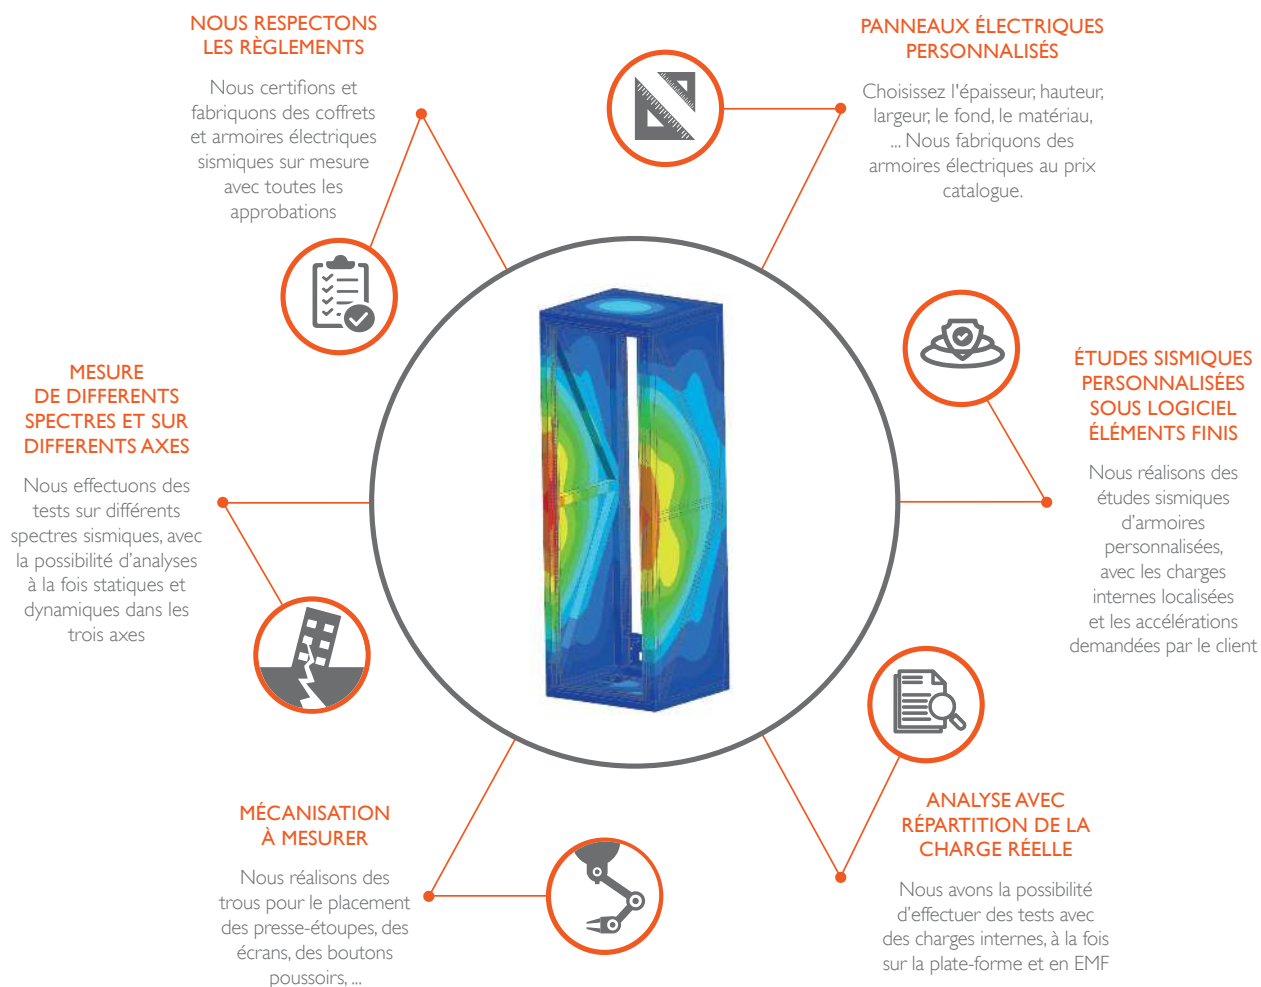 NOUS RESPECTONS
LES RÈGLEMENTS
Nous certifions et
fabriquons des coffrets
et armoires électriques
sismiques sur mesure
avec toutes les
approbations
PANNEAUX ÉLECTRIQUES
PERSONNALISÉS
Choisissez l'épaisseur, hauteur,
largeur, le fond, le matériau,
... Nous fabriquons des
armoires électriques au prix
catalogue.
MESURE
DE DIFFERENTS
SPECTRES ET SUR
DIFFERENTS AXES
Nous effectuons des
tests sur différents
spectres sismiques, avec
la possibilité d'analyses
à la fois statiques et
dynamiques dans les
trois axes
ÉTUDES SISMIQUES
PERSONNALISÉES
SOUS LOGICIEL
ÉLÉMENTS FINIS
Nous réalisons des
études sismiques
d'armoires
personnalisées,
avec les charges
internes localisées
et les accélérations
demandées par le client
MÉCANISATION
À MESURER
Nous réalisons des
trous pour le placement
des presse-étoupes, des
écrans, des boutons
poussoirs, ...
ANALYSE AVEC
RÉPARTITION DE LA
CHARGE RÉELLE
Nous avons la possibilité
d'effectuer des tests avec
des charges internes, à la fois
sur la plate-forme et en EMF